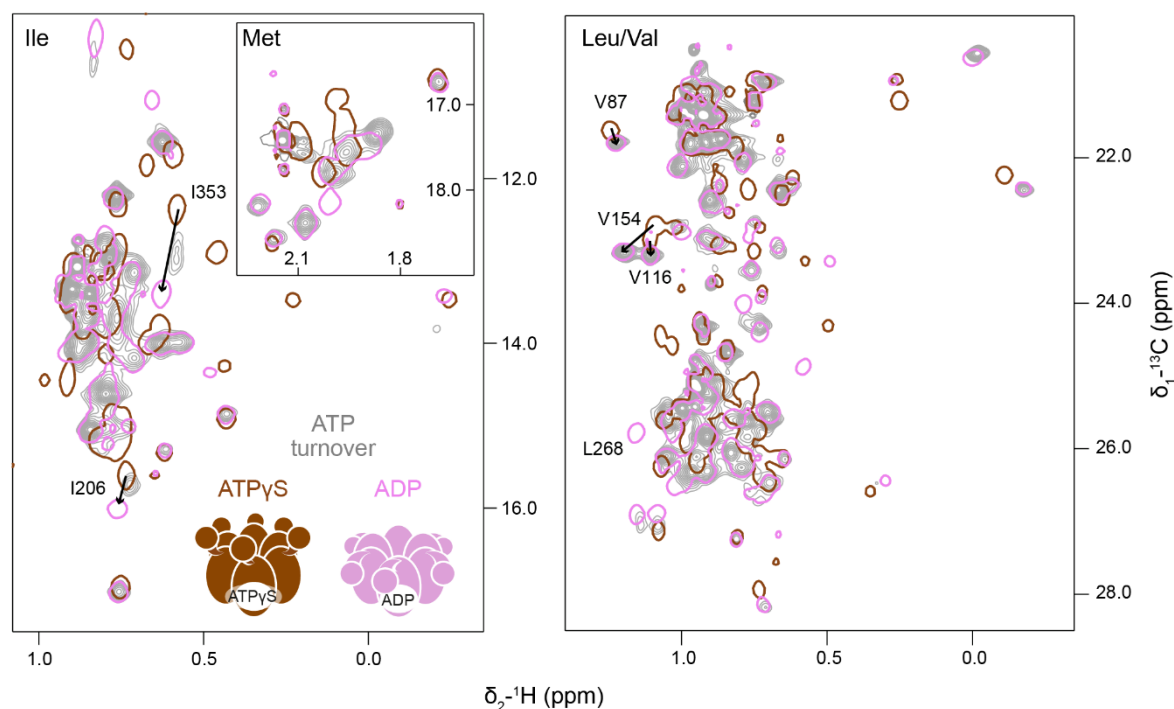 Ile
Met
17.0
18.0
2.1
1.8
I353
I206
12.0
14.0
16.0
ATP
turnover
ATPγS
ADP
ATPγS
ADP
1.0
0.5
0.0
Leu/Val
V87
V154
V116
L268
22.0
24.0
26.0
28.0
1.0
0.5
0.0
δ₁-¹³C (ppm)
δ₂-¹H (ppm)